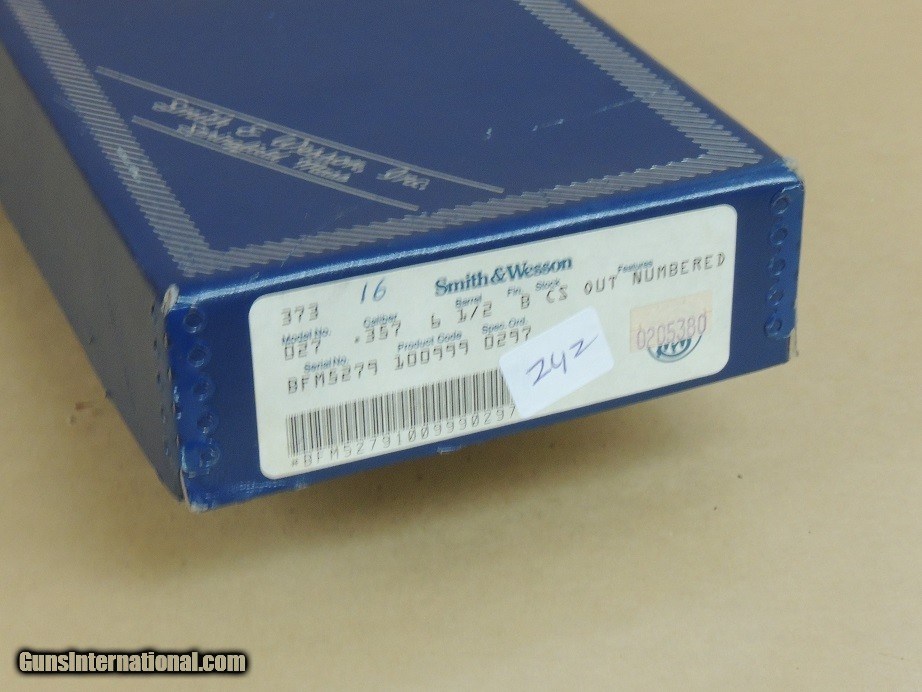 Smith & Wesson Inc.
Springfield Mass.
373 16 Smith & Wesson
Model No. Caliber Barrel Fin. Stock Features
027 .357 6 1/2 B CS OUT NUMBERED
Serial No. Product Code Spec. Ord.
BFM5279 100999 0297
242
0205380
*BFM52791009990297
GunsInternational.com